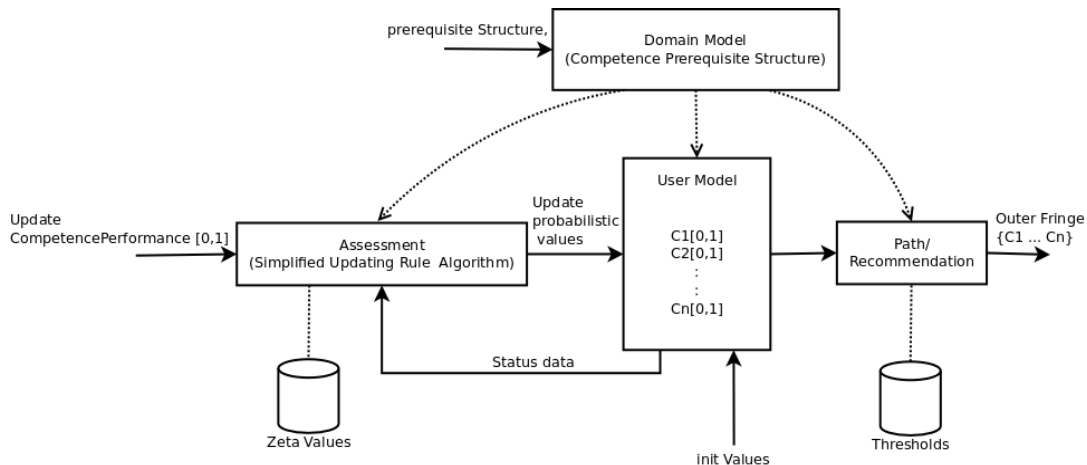 prerequisite Structure,
Domain Model
(Competence Prerequisite Structure)
User Model
Update
CompetencePerformance [0,1]
Assessment
(Simplified Updating Rule Algorithm)
Update
probabilistic
values
C1[0,1]
C2[0,1]
:
:
Cn[0,1]
Path/
Recommendation
Outer Fringe
{C1 ... Cn}
Status data
Zeta Values
init Values
Thresholds